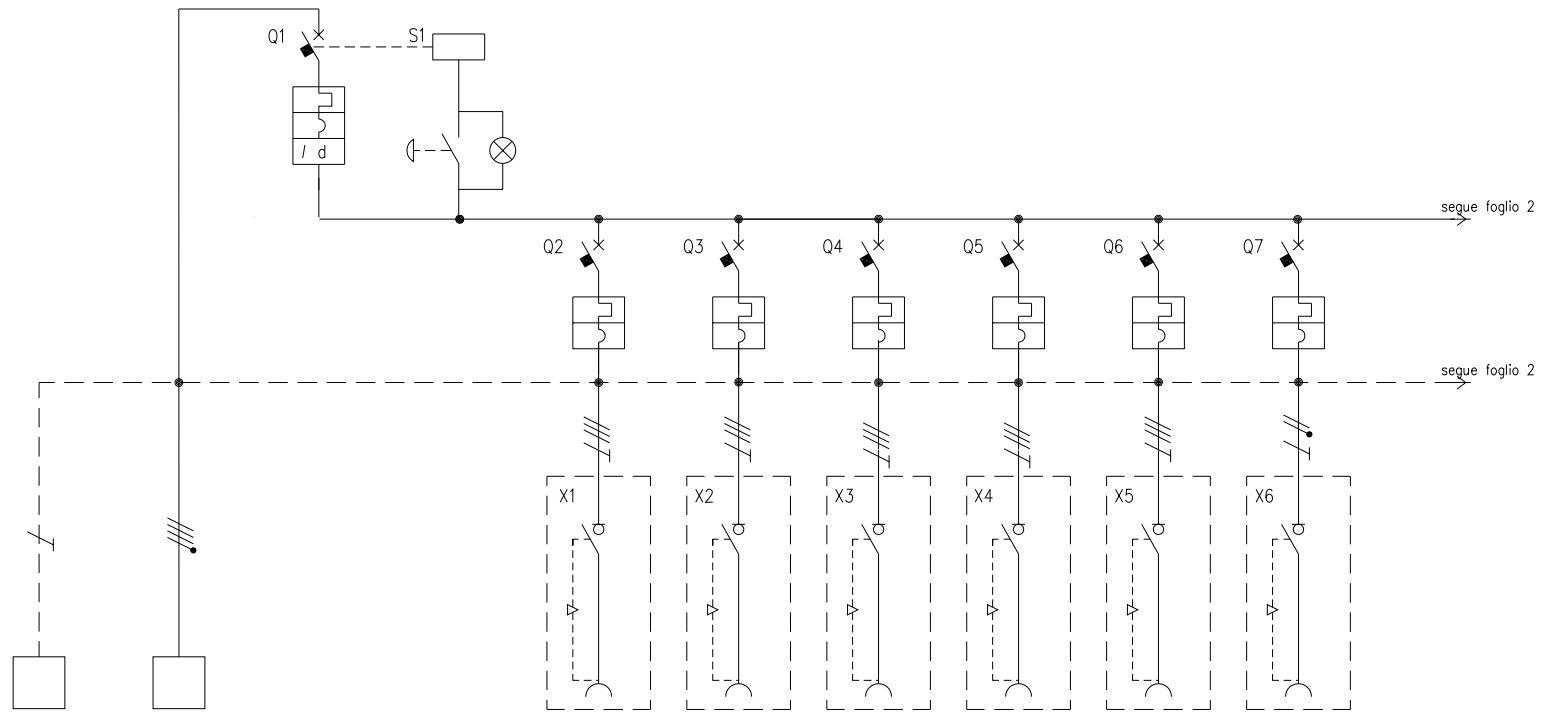 Q1
S1
I d
segue foglio 2
Q2
Q3
Q4
Q5
Q6
Q7
segue foglio 2
X1
X2
X3
X4
X5
X6